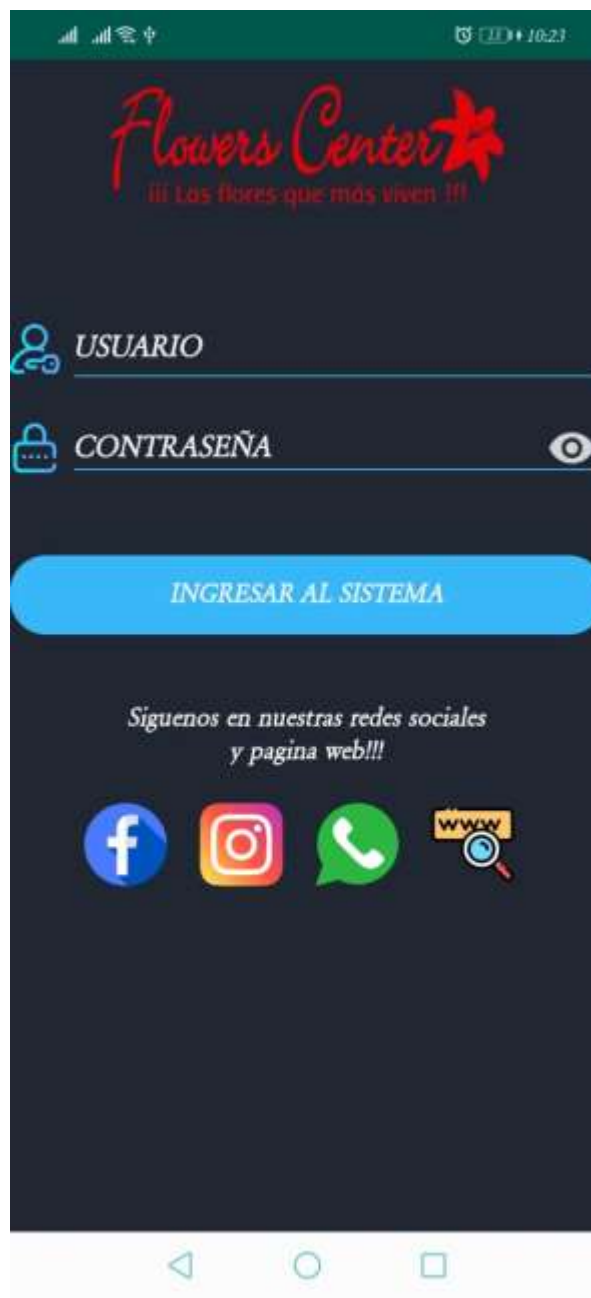 10:23
Flowers Center
¡¡¡ Las flores que más viven !!!
USUARIO
CONTRASEÑA
INGRESAR AL SISTEMA
Siguenos en nuestras redes sociales
y pagina web!!!
f
www